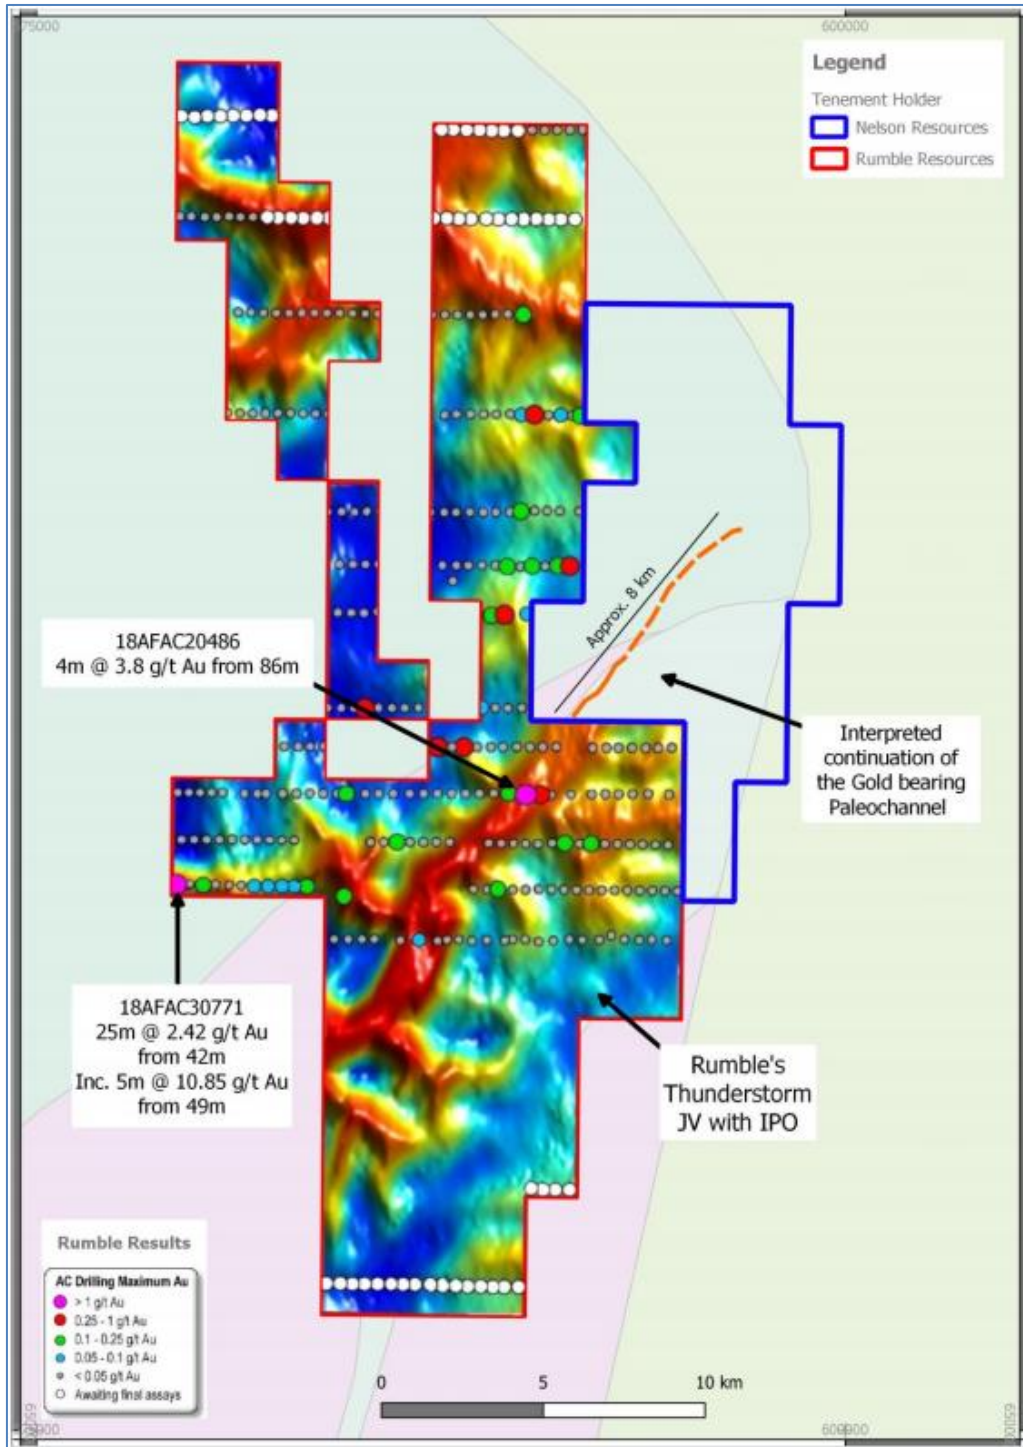 75000
600000
Legend
Tenement Holder
Nelson Resources
Rumble Resources
Approx. 8 km
18AFAC20486
4m @ 3.8 g/t Au from 86m
Interpreted
continuation of
the Gold bearing
Paleochannel
18AFAC30771
25m @ 2.42 g/t Au
from 42m
Inc. 5m @ 10.85 g/t Au
from 49m
Rumble's
Thunderstorm
JV with IPO
Rumble Results
AC Drilling Maximum Au
> 1 g/t Au
0.25 - 1 g/t Au
0.1 - 0.25 g/t Au
0.05 - 0.1 g/t Au
< 0.05 g/t Au
Awaiting final assays
0 5 10 km